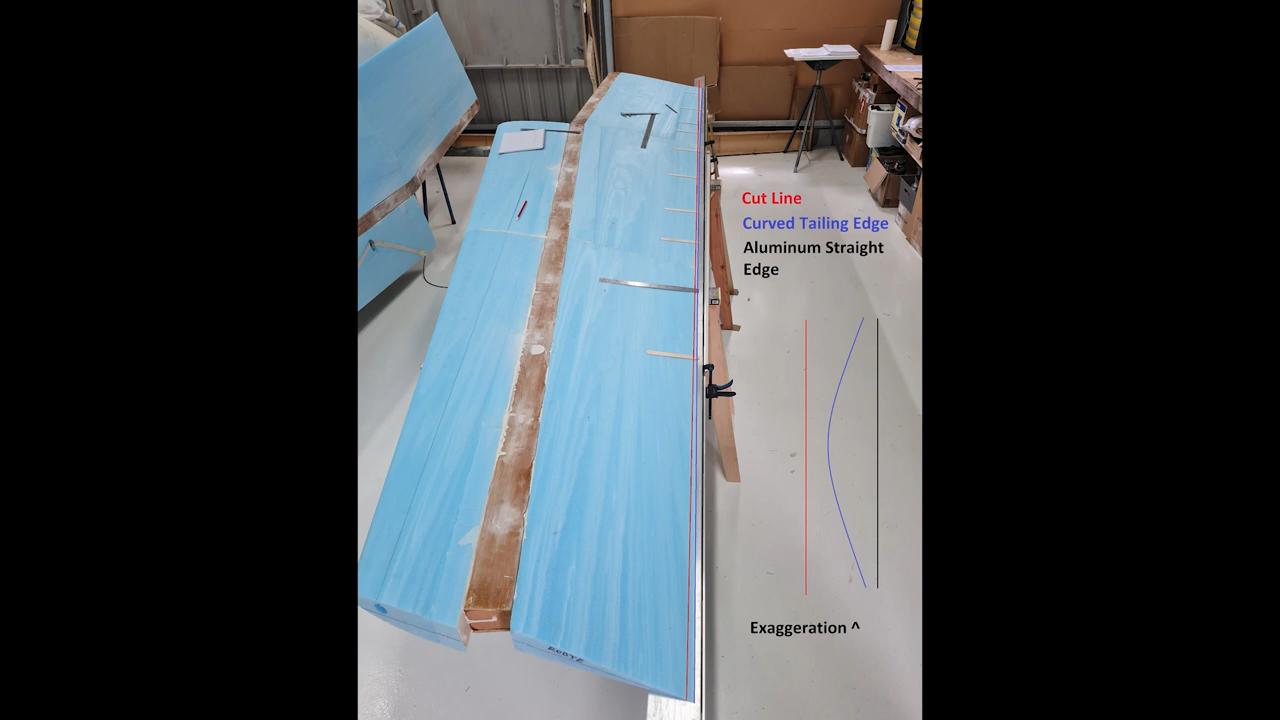 Cut Line
Curved Tailing Edge
Aluminum Straight
Edge
Exaggeration ^